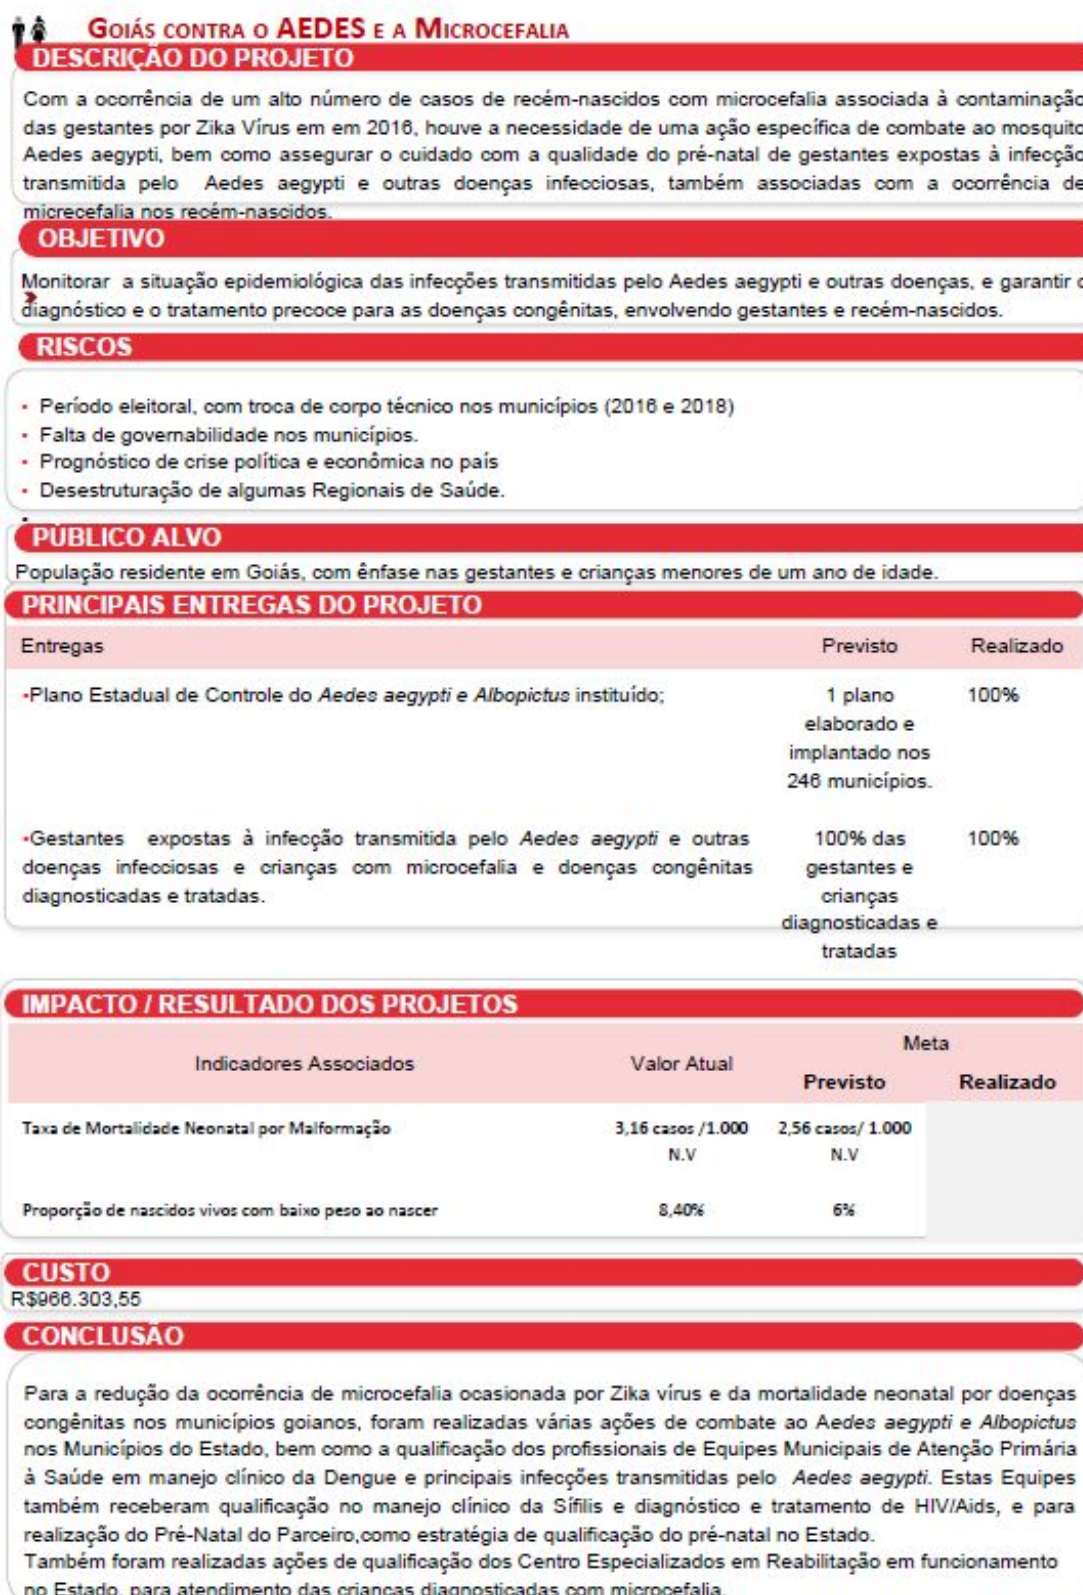 GOIÁS CONTRA O AEDES E A MICROCEFALIA
DESCRIÇÃO DO PROJETO
Com a ocorrência de um alto número de casos de recém-nascidos com microcefalia associada à contaminação
das gestantes por Zika Vírus em em 2016, houve a necessidade de uma ação específica de combate ao mosquito
Aedes aegypti, bem como assegurar o cuidado com a qualidade do pré-natal de gestantes expostas à infecção
transmitida pelo Aedes aegypti e outras doenças infecciosas, também associadas com a ocorrência de
micrecefalia nos recém-nascidos.
OBJETIVO
Monitorar a situação epidemiológica das infecções transmitidas pelo Aedes aegypti e outras doenças, e garantir o
diagnóstico e o tratamento precoce para as doenças congênitas, envolvendo gestantes e recém-nascidos.
RISCOS
• Período eleitoral, com troca de corpo técnico nos municípios (2016 e 2018)
• Falta de governabilidade nos municípios.
• Prognóstico de crise política e econômica no país
• Desestruturação de algumas Regionais de Saúde.
PÚBLICO ALVO
População residente em Goiás, com ênfase nas gestantes e crianças menores de um ano de idade.
PRINCIPAIS ENTREGAS DO PROJETO
Entregas Previsto Realizado
•Plano Estadual de Controle do Aedes aegypti e Albopictus instituído; 1 plano 100%
elaborado e
implantado nos
246 municípios.
•Gestantes expostas à infecção transmitida pelo Aedes aegypti e outras 100% das 100%
doenças infecciosas e crianças com microcefalia e doenças congênitas gestantes e
diagnosticadas e tratadas. crianças
diagnosticadas e
tratadas
IMPACTO / RESULTADO DOS PROJETOS
Meta
Indicadores Associados Valor Atual
Previsto Realizado
Taxa de Mortalidade Neonatal por Malformação 3,16 casos /1.000 2,56 casos/ 1.000
N.V N.V
Proporção de nascidos vivos com baixo peso ao nascer 8,40% 6%
CUSTO
R$966.303,55
CONCLUSÃO
Para a redução da ocorrência de microcefalia ocasionada por Zika vírus e da mortalidade neonatal por doenças
congênitas nos municípios goianos, foram realizadas várias ações de combate ao Aedes aegypti e Albopictus
nos Municípios do Estado, bem como a qualificação dos profissionais de Equipes Municipais de Atenção Primária
à Saúde em manejo clínico da Dengue e principais infecções transmitidas pelo Aedes aegypti. Estas Equipes
também receberam qualificação no manejo clínico da Sífilis e diagnóstico e tratamento de HIV/Aids, e para
realização do Pré-Natal do Parceiro,como estratégia de qualificação do pré-natal no Estado.
Também foram realizadas ações de qualificação dos Centro Especializados em Reabilitação em funcionamento
no Estado, para atendimento das crianças diagnosticadas com microcefalia.